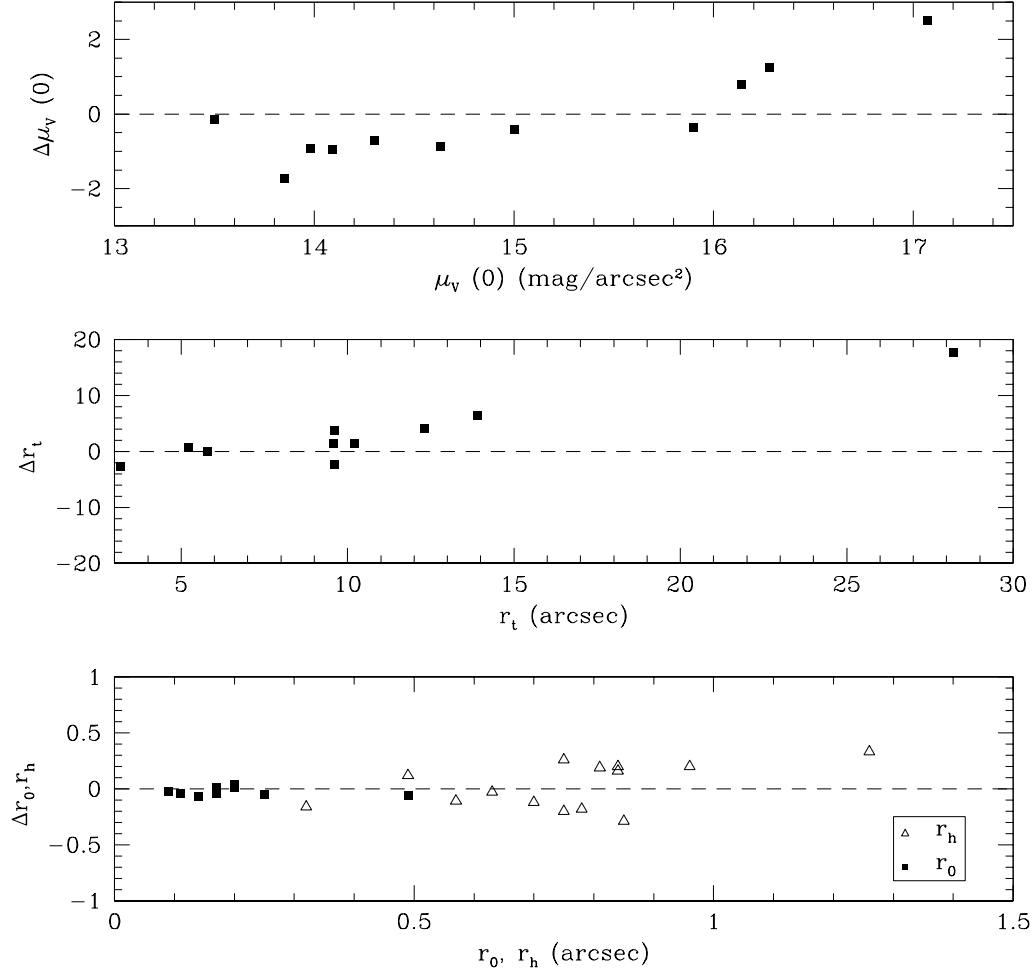 2
0
−2
Δμ_V (0)
13 14 15 16 17
μ_V (0) (mag/arcsec²)
20
10
0
−10
−20
Δr_t
5 10 15 20 25 30
r_t (arcsec)
1
0.5
0
−0.5
−1
Δr_0,r_h
r_h
r_0
0 0.5 1 1.5
r_0, r_h (arcsec)